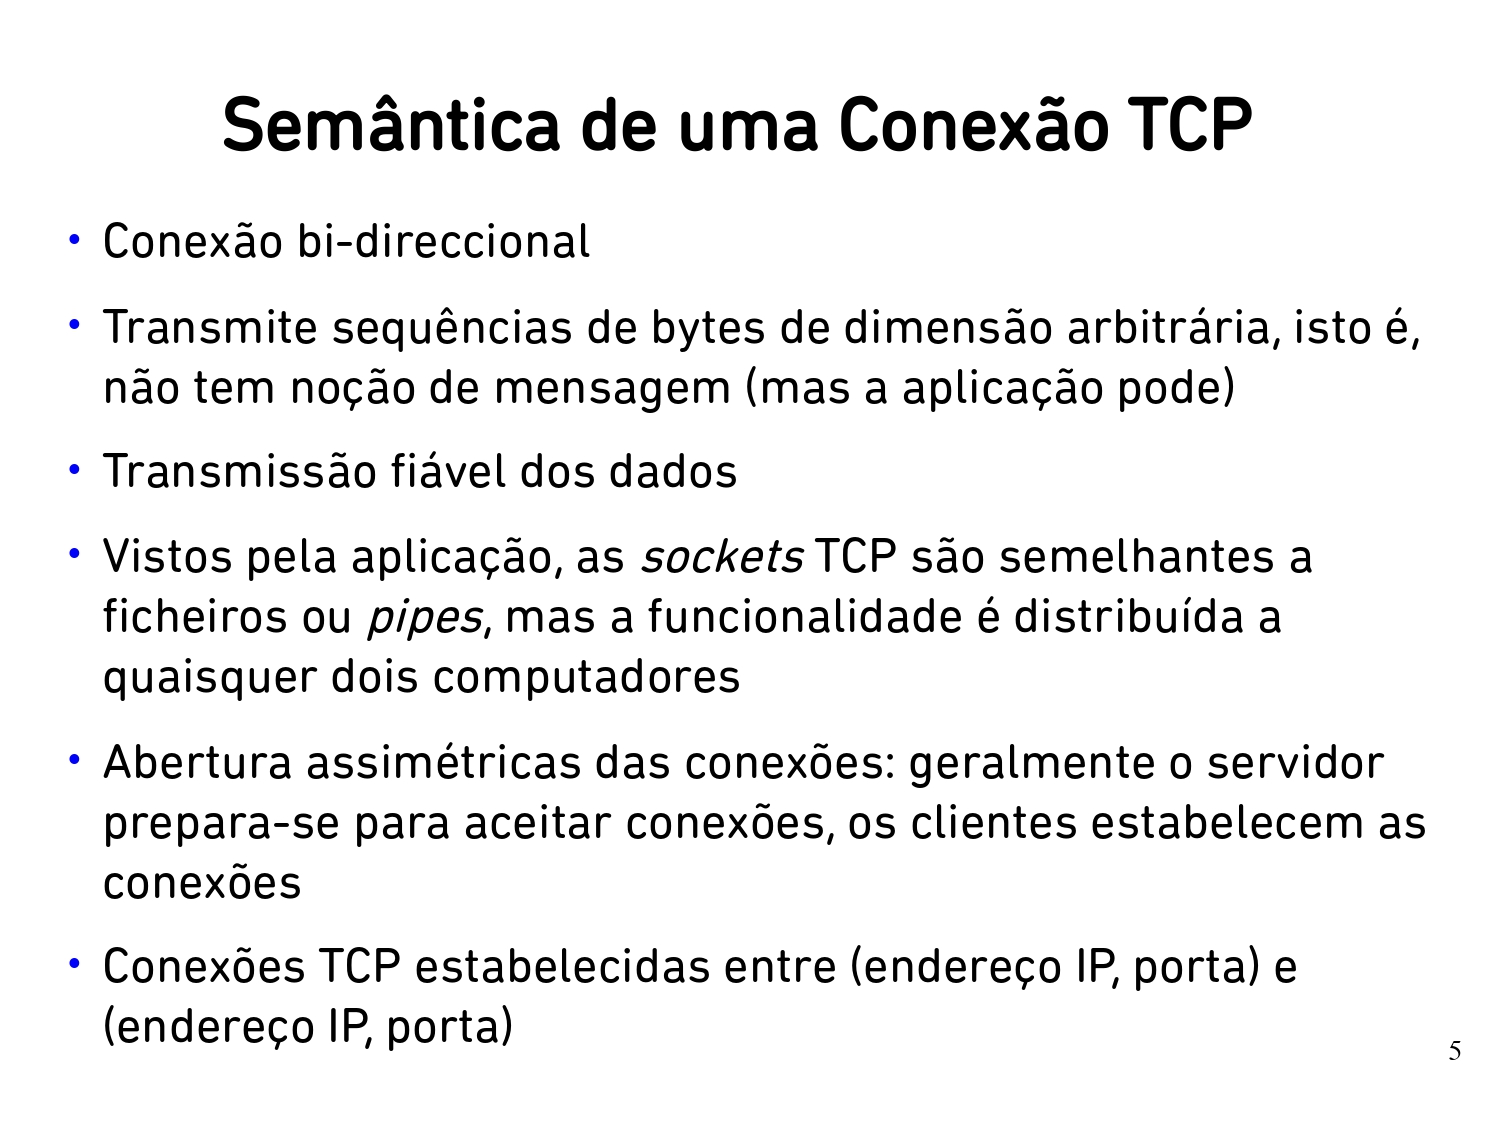 Semântica de uma Conexão TCP
• Conexão bi-direccional
• Transmite sequências de bytes de dimensão arbitrária, isto é,
não tem noção de mensagem (mas a aplicação pode)
• Transmissão fiável dos dados
• Vistos pela aplicação, as sockets TCP são semelhantes a
ficheiros ou pipes, mas a funcionalidade é distribuída a
quaisquer dois computadores
• Abertura assimétricas das conexões: geralmente o servidor
prepara-se para aceitar conexões, os clientes estabelecem as
conexões
• Conexões TCP estabelecidas entre (endereço IP, porta) e
(endereço IP, porta)
5